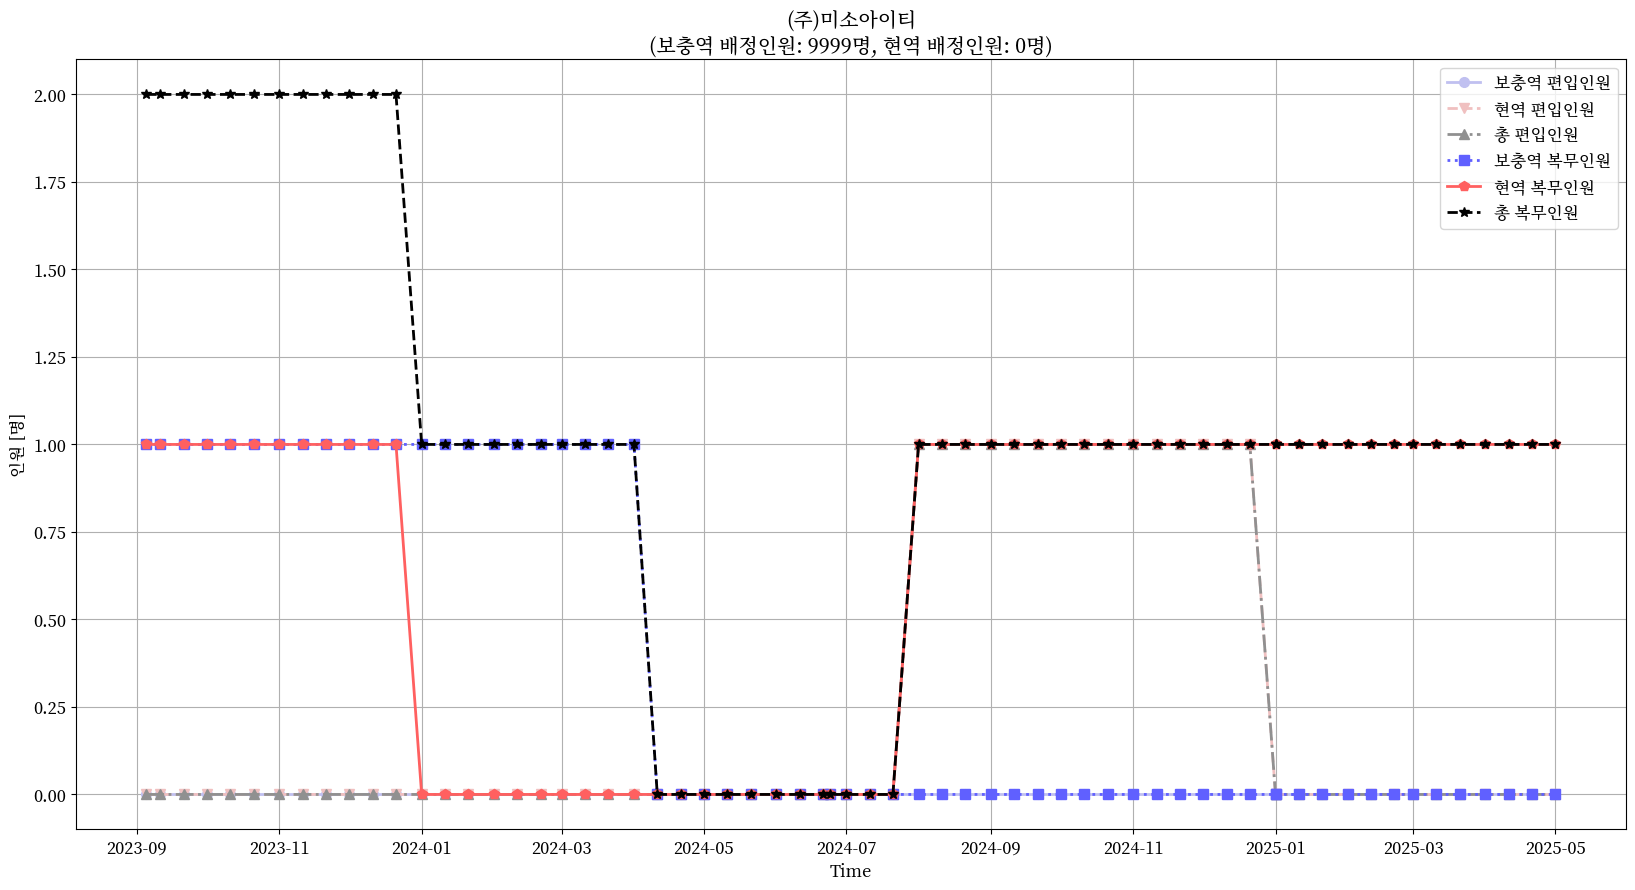 (주)미소아이티
(보충역 배정인원: 9999명, 현역 배정인원: 0명)
보충역 편입인원
현역 편입인원
총 편입인원
보충역 복무인원
현역 복무인원
총 복무인원
2.00
1.75
1.50
1.25
1.00
0.75
0.50
0.25
0.00
인원 [명]
2023-09 2023-11 2024-01 2024-03 2024-05 2024-07 2024-09 2024-11 2025-01 2025-03 2025-05
Time